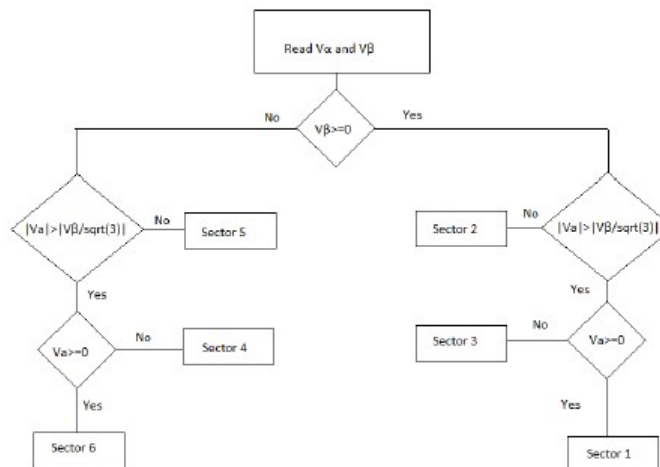 Read Vα and Vβ
No
Yes
Vβ>=0
|Va|>|Vβ/sqrt(3)|
No
Sector 5
Sector 2
No
|Va|>|Vβ/sqrt(3)|
Yes
Yes
Va>=0
No
Sector 4
Sector 3
No
Va>=0
Yes
Yes
Sector 6
Sector 1